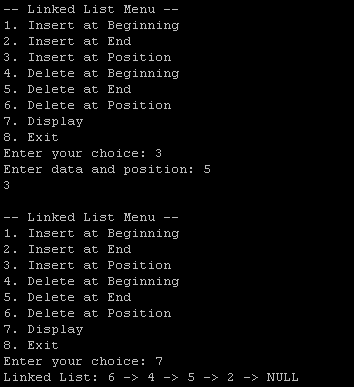 -- Linked List Menu --
1. Insert at Beginning
2. Insert at End
3. Insert at Position
4. Delete at Beginning
5. Delete at End
6. Delete at Position
7. Display
8. Exit
Enter your choice: 3
Enter data and position: 5
3

-- Linked List Menu --
1. Insert at Beginning
2. Insert at End
3. Insert at Position
4. Delete at Beginning
5. Delete at End
6. Delete at Position
7. Display
8. Exit
Enter your choice: 7
Linked List: 6 -> 4 -> 5 -> 2 -> NULL